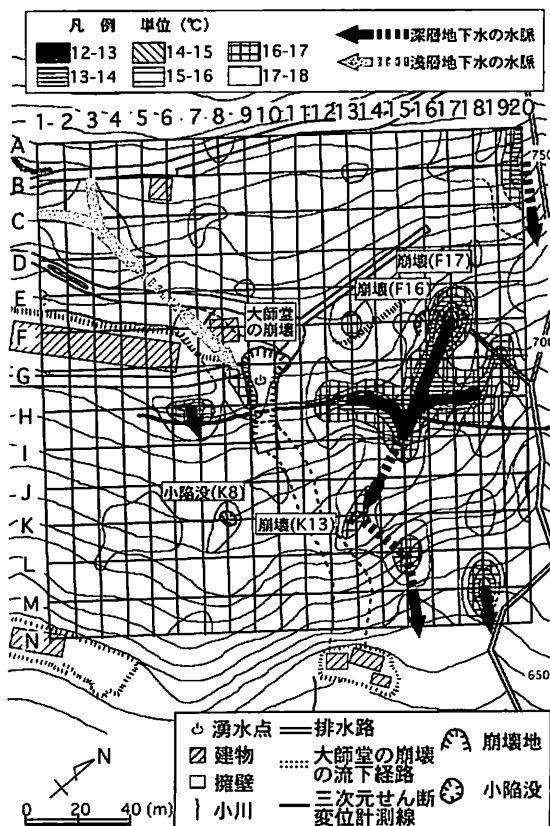 凡例 単位(℃)
12-13 14-15 16-17
13-14 15-16 17-18
深層地下水の水脈
浅層地下水の水脈
1 2 3 4 5 6 7 8 9 10 11 12 13 14 15 16 17 18 19 20
A
750
B
C
D
崩壊(F17)
E
崩壊(F16)
大師堂
の崩壊
F
700
G
H
I
J
小陥没(K8)
K
崩壊(K13)
L
M
N
650
湧水点
排水路
崩壊地
建物
大師堂の崩壊
の流下経路
擁壁
小陥没
小川
三次元せん断
変位計測線
N
0 20 40 (m)